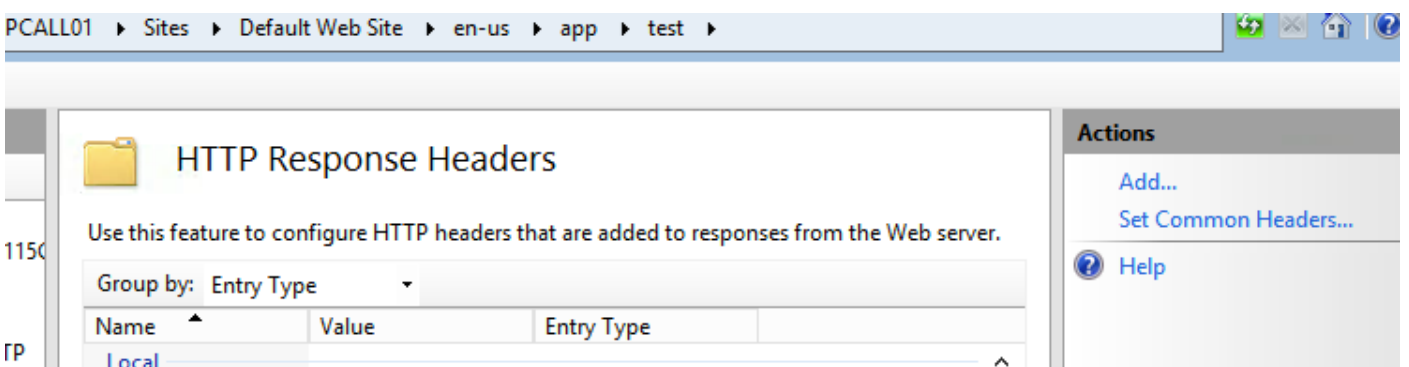 PCALL01 ▸ Sites ▸ Default Web Site ▸ en-us ▸ app ▸ test ▸
HTTP Response Headers
Use this feature to configure HTTP headers that are added to responses from the Web server.
Group by: Entry Type
Name Value Entry Type
Local
115C
TP
Actions
Add...
Set Common Headers...
Help